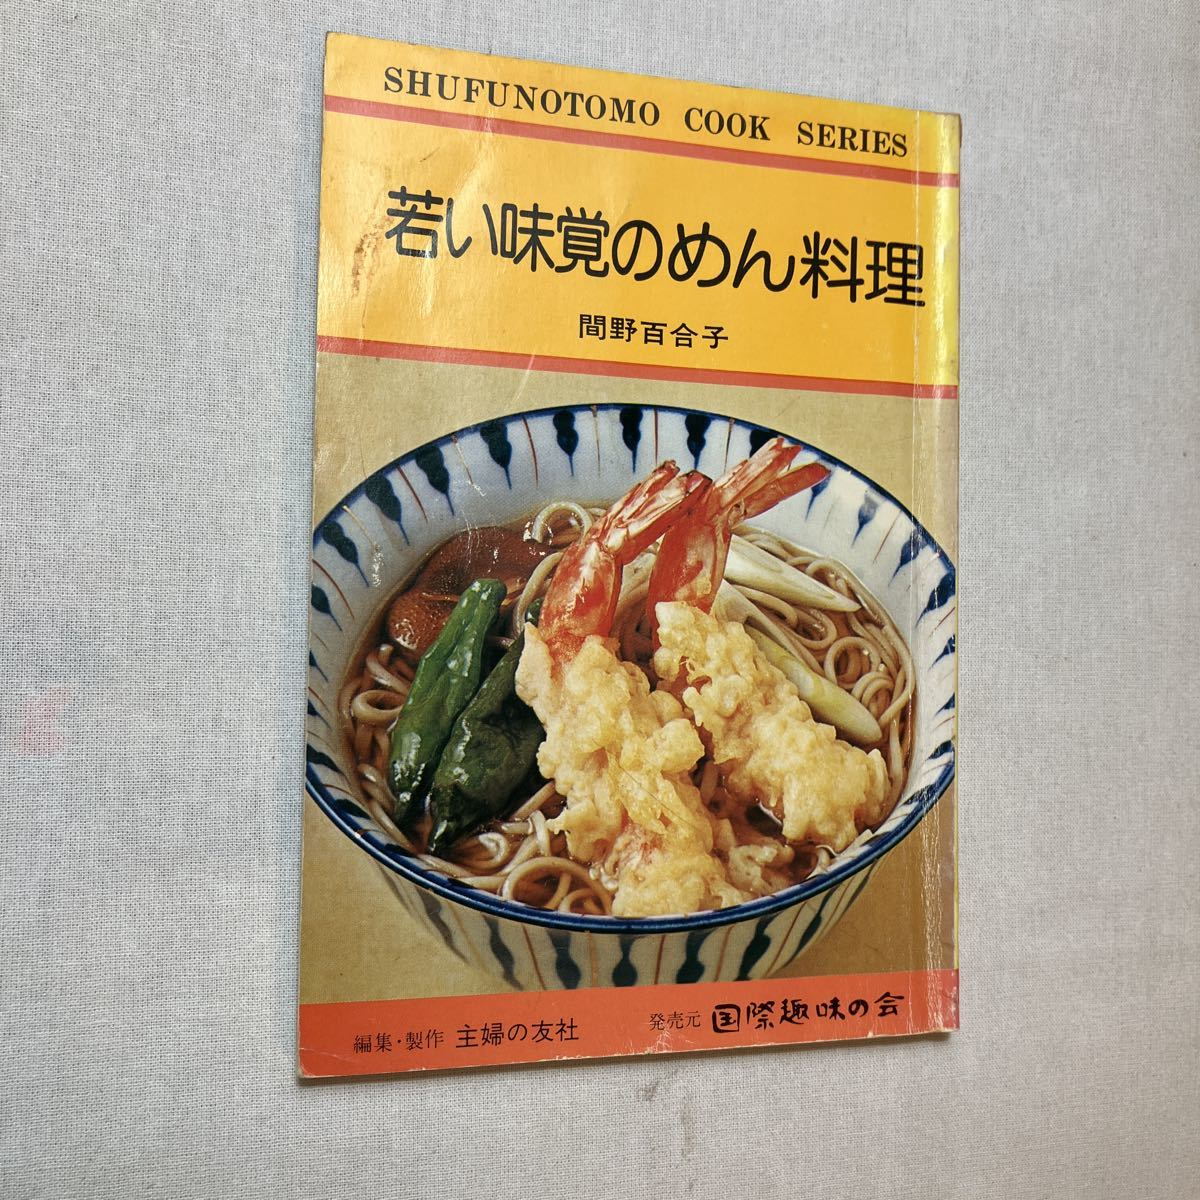 SHUFUNOTOMO COOK SERIES
若い味覚のめん料理
間野百合子
編集・製作 主婦の友社
発売元 国際趣味の会